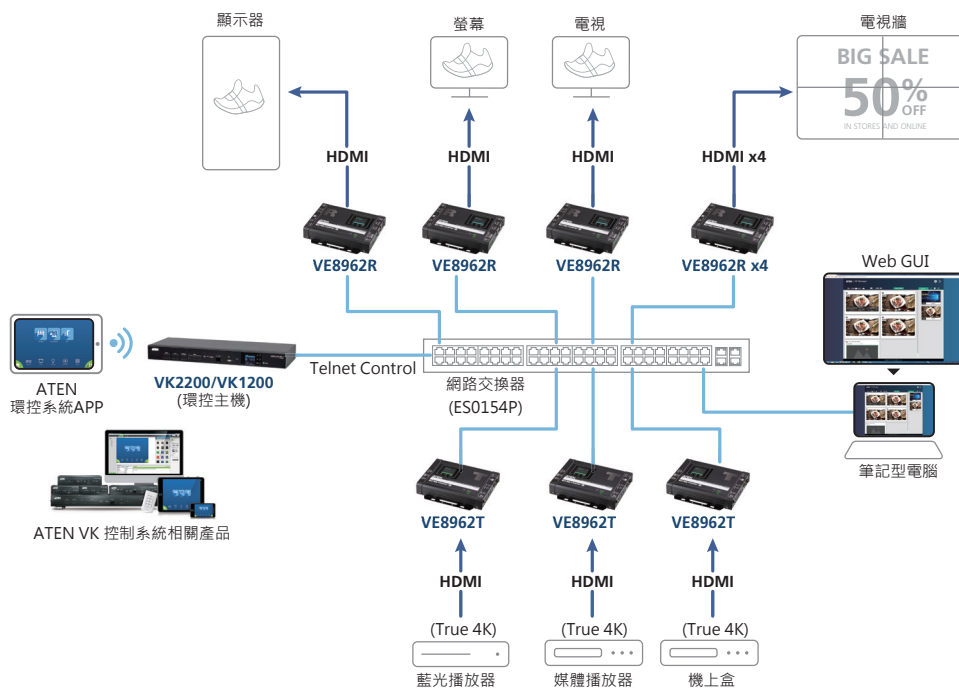 顯示器
螢幕
電視
電視牆
BIG SALE
50% OFF
IN STORES AND ONLINE
HDMI
HDMI
HDMI
HDMI x4
VE8962R
VE8962R
VE8962R
VE8962R x4
Web GUI
Telnet Control
VK2200/VK1200
(環控主機)
ATEN
環控系統APP
網路交換器
(ES0154P)
筆記型電腦
ATEN VK 控制系統相關產品
VE8962T
VE8962T
VE8962T
HDMI
HDMI
HDMI
(True 4K)
(True 4K)
(True 4K)
藍光播放器
媒體播放器
機上盒